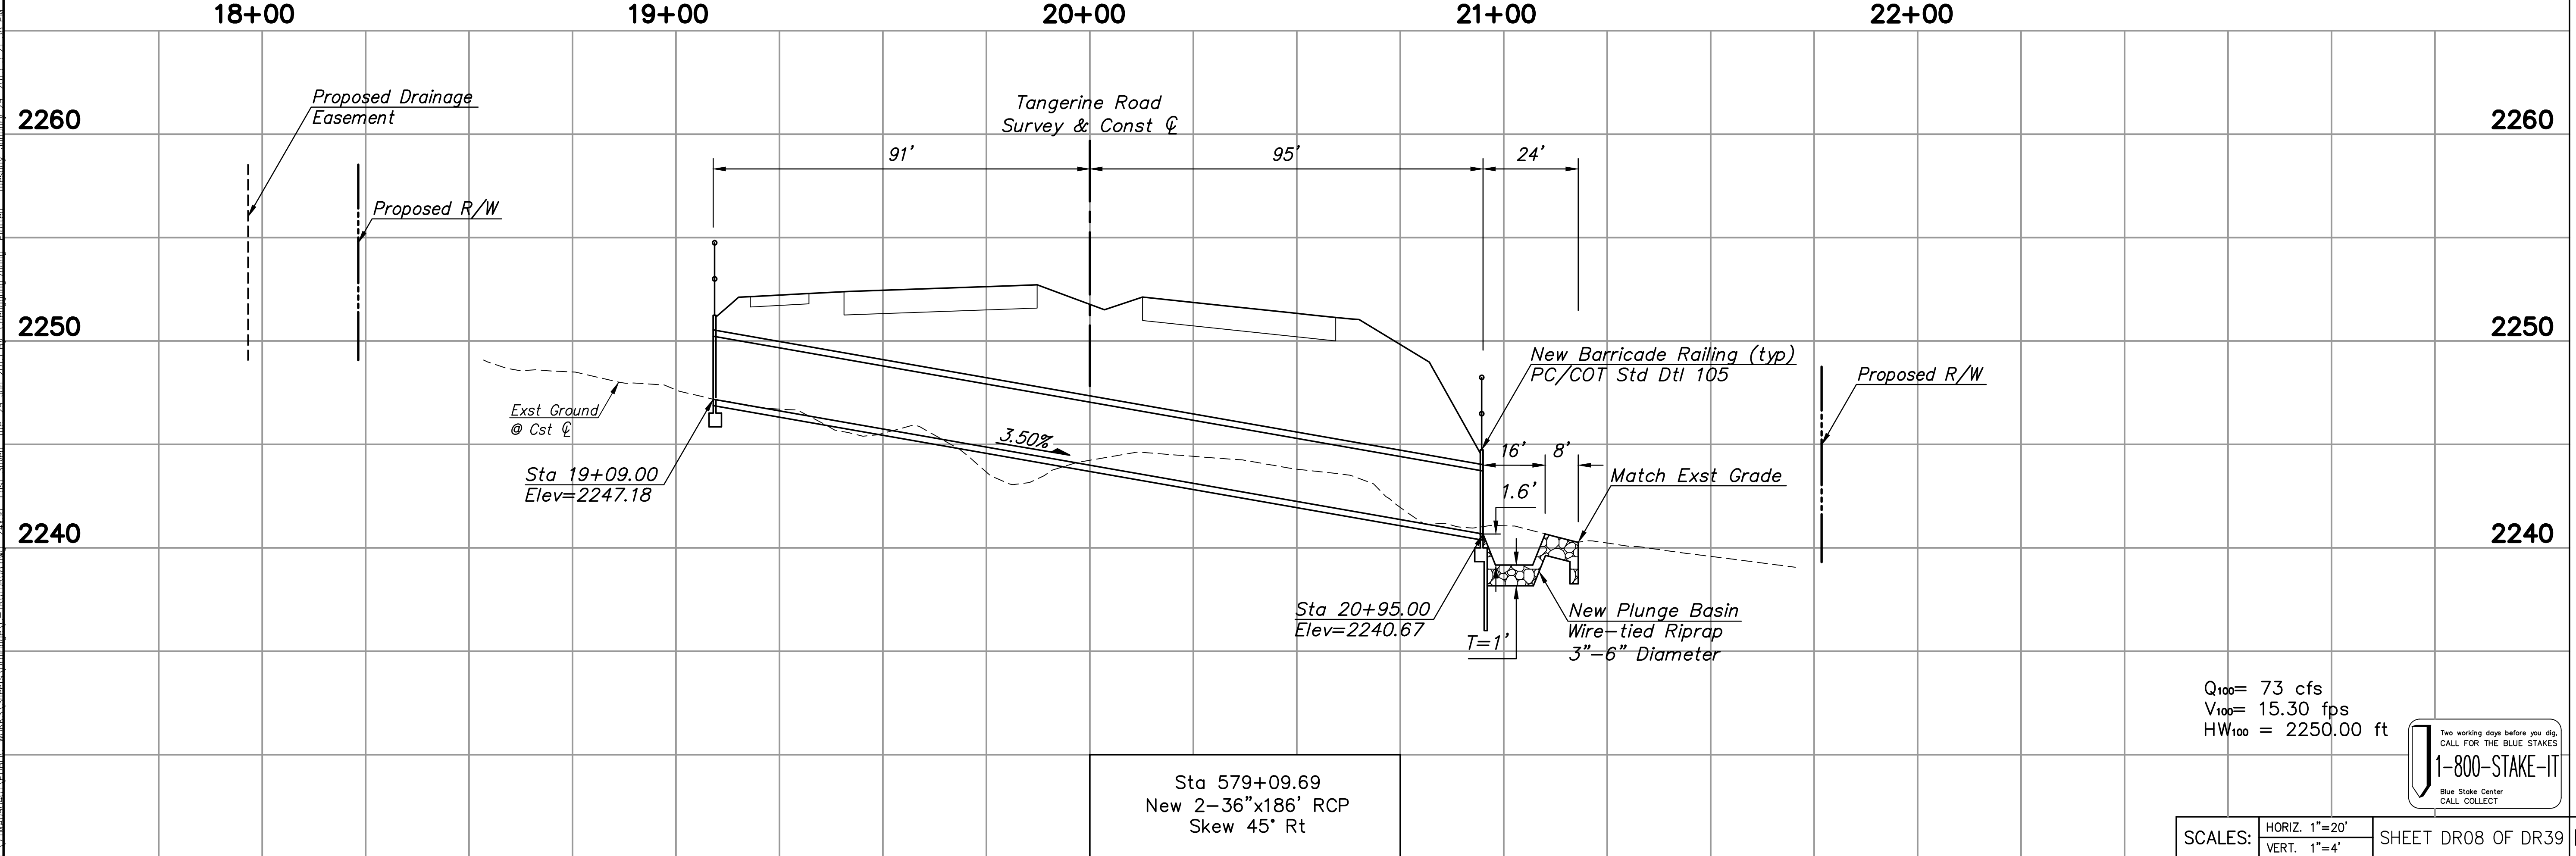 18+00 19+00 20+00 21+00 22+00
Proposed Drainage
Easement
Tangerine Road
Survey & Const ℄
2260 2260
91' 95' 24'
Proposed R/W
2250 2250
New Barricade Railing (typ)
PC/COT Std Dtl 105
Proposed R/W
Exst Ground
@ Cst ℄
3.50%
16' 8'
Sta 19+09.00
Elev=2247.18
Match Exst Grade
1.6'
2240 2240
Sta 20+95.00
Elev=2240.67
T=1'
New Plunge Basin
Wire-tied Riprap
3"-6" Diameter
Q100= 73 cfs
V100= 15.30 fps
HW100 = 2250.00 ft
Two working days before you dig,
CALL FOR THE BLUE STAKES
1-800-STAKE-IT
Blue Stake Center
CALL COLLECT
Sta 579+09.69
New 2-36"x186' RCP
Skew 45° Rt
SCALES: HORIZ. 1"=20'
VERT. 1"=4'
SHEET DR08 OF DR39